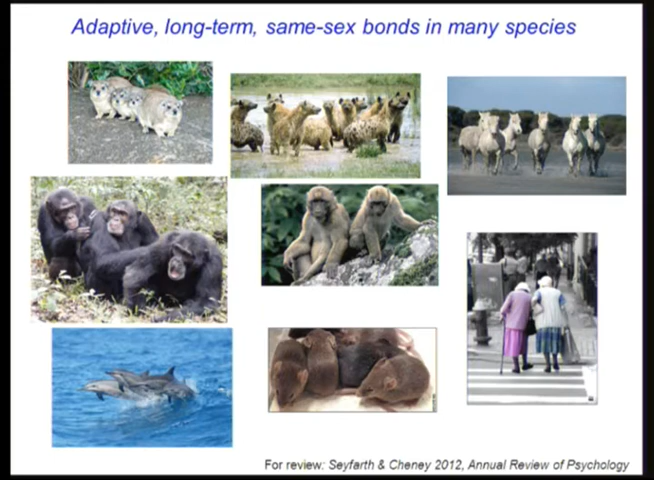 Adaptive, long-term, same-sex bonds in many species
For review: Seyfarth & Cheney 2012, Annual Review of Psychology